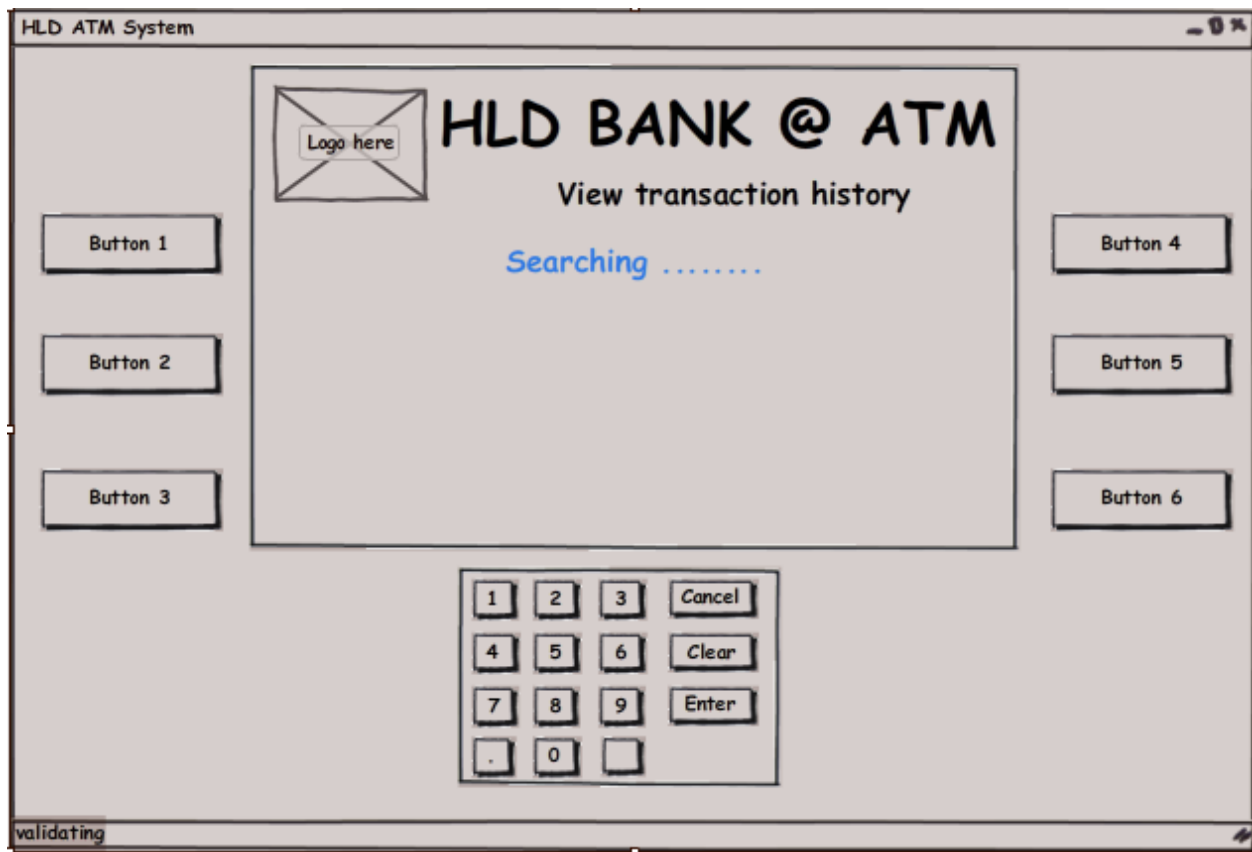 HLD ATM System
Logo here
HLD BANK @ ATM
View transaction history
Searching ........
Button 1
Button 4
Button 2
Button 5
Button 3
Button 6
1 2 3 Cancel
4 5 6 Clear
7 8 9 Enter
. 0
validating